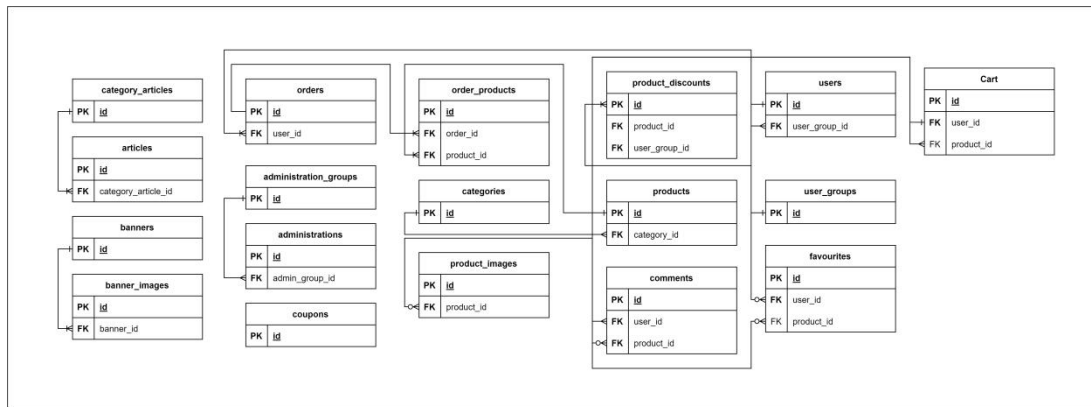 category_articles
PK id
articles
PK id
FK category_article_id
banners
PK id
banner_images
PK id
FK banner_id
orders
PK id
FK user_id
administration_groups
PK id
administrations
PK id
FK admin_group_id
coupons
PK id
order_products
PK id
FK order_id
FK product_id
categories
PK id
product_images
PK id
FK product_id
product_discounts
PK id
FK product_id
FK user_group_id
products
PK id
FK category_id
comments
PK id
FK user_id
FK product_id
users
PK id
FK user_group_id
user_groups
PK id
favourites
PK id
FK user_id
FK product_id
Cart
PK id
FK user_id
FK product_id